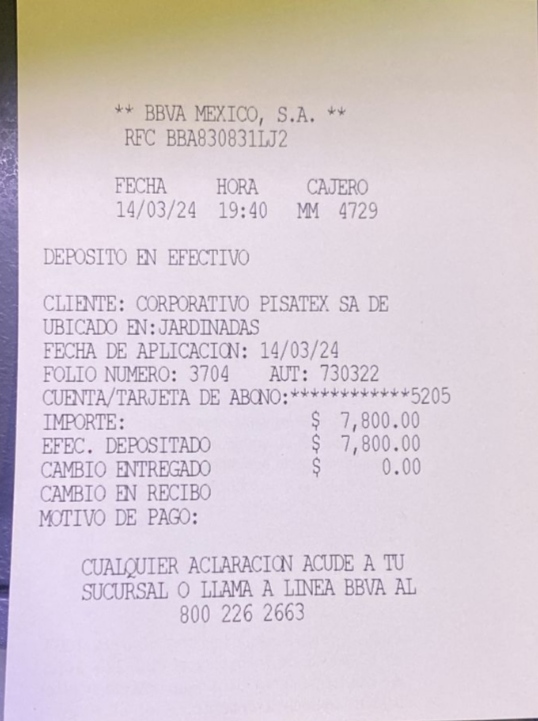 ** BBVA MEXICO, S.A. **
RFC BBA830831LJ2
FECHA HORA CAJERO
14/03/24 19:40 MM 4729
DEPOSITO EN EFECTIVO
CLIENTE: CORPORATIVO PISATEX SA DE
UBICADO EN:JARDINADAS
FECHA DE APLICACION: 14/03/24
FOLIO NUMERO: 3704 AUT: 730322
CUENTA/TARJETA DE ABONO:************5205
IMPORTE: $ 7,800.00
EFEC. DEPOSITADO $ 7,800.00
CAMBIO ENTREGADO $ 0.00
CAMBIO EN RECIBO
MOTIVO DE PAGO:
CUALQUIER ACLARACION ACUDE A TU
SUCURSAL O LLAMA A LINEA BBVA AL
800 226 2663